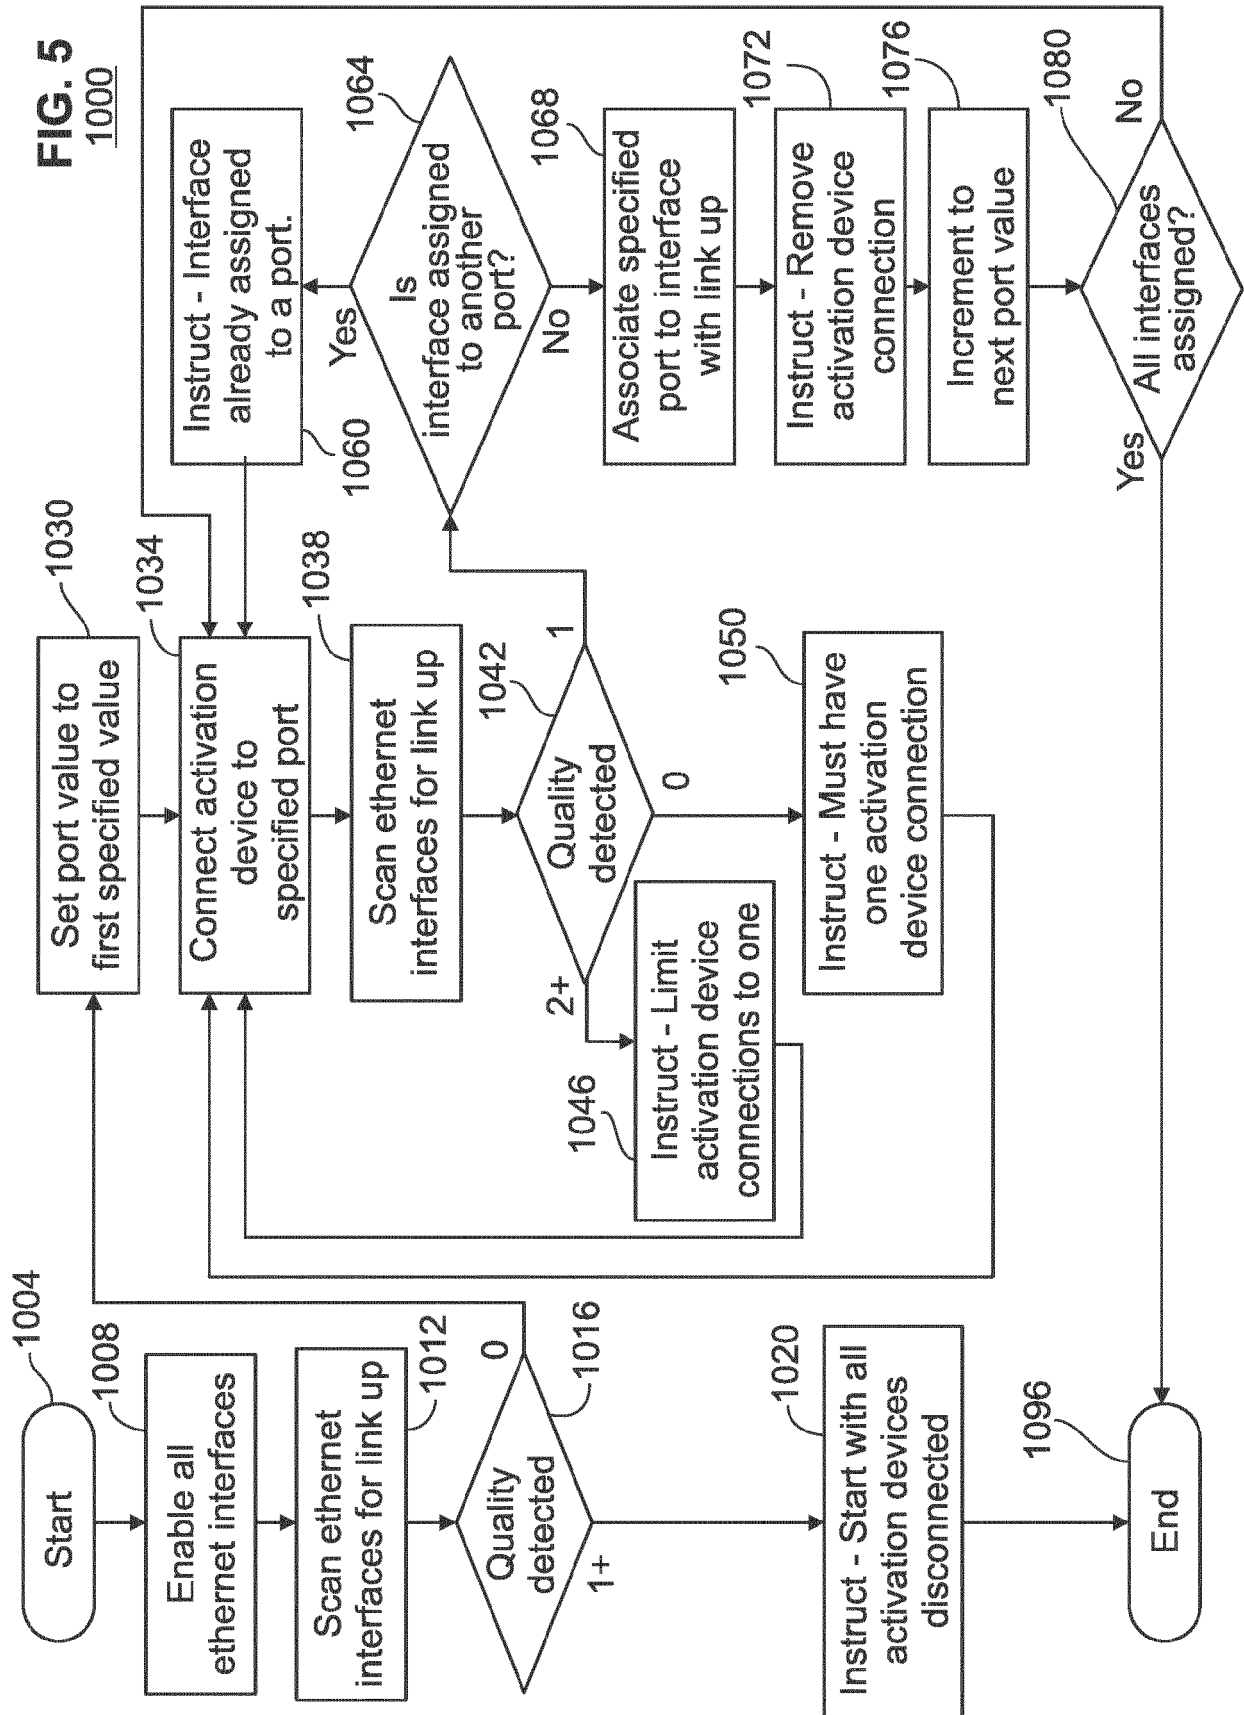 FIG. 5
1000
1004
Start
1008
Enable all
ethernet interfaces
1012
Scan ethernet
interfaces for link up
1016
Quality
detected
0
1+
1020
Instruct - Start with all
activation devices
disconnected
1096
End
1030
Set port value to
first specified value
1034
Connect activation
device to
specified port
1038
Scan ethernet
interfaces for link up
1042
Quality
detected
2+
0
1
1046
Instruct - Limit
activation device
connections to one
1050
Instruct - Must have
one activation
device connection
1060
Instruct - Interface
already assigned
to a port.
1064
Is
interface assigned
to another
port?
Yes
No
1068
Associate specified
port to interface
with link up
1072
Instruct - Remove
activation device
connection
1076
Increment to
next port value
1080
All interfaces
assigned?
Yes
No